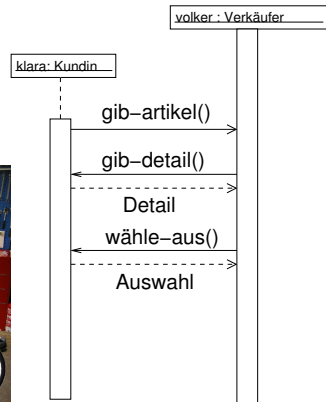 volker : Verkäufer
klara: Kundin
gib−artikel()
gib−detail()
Detail
wähle−aus()
Auswahl